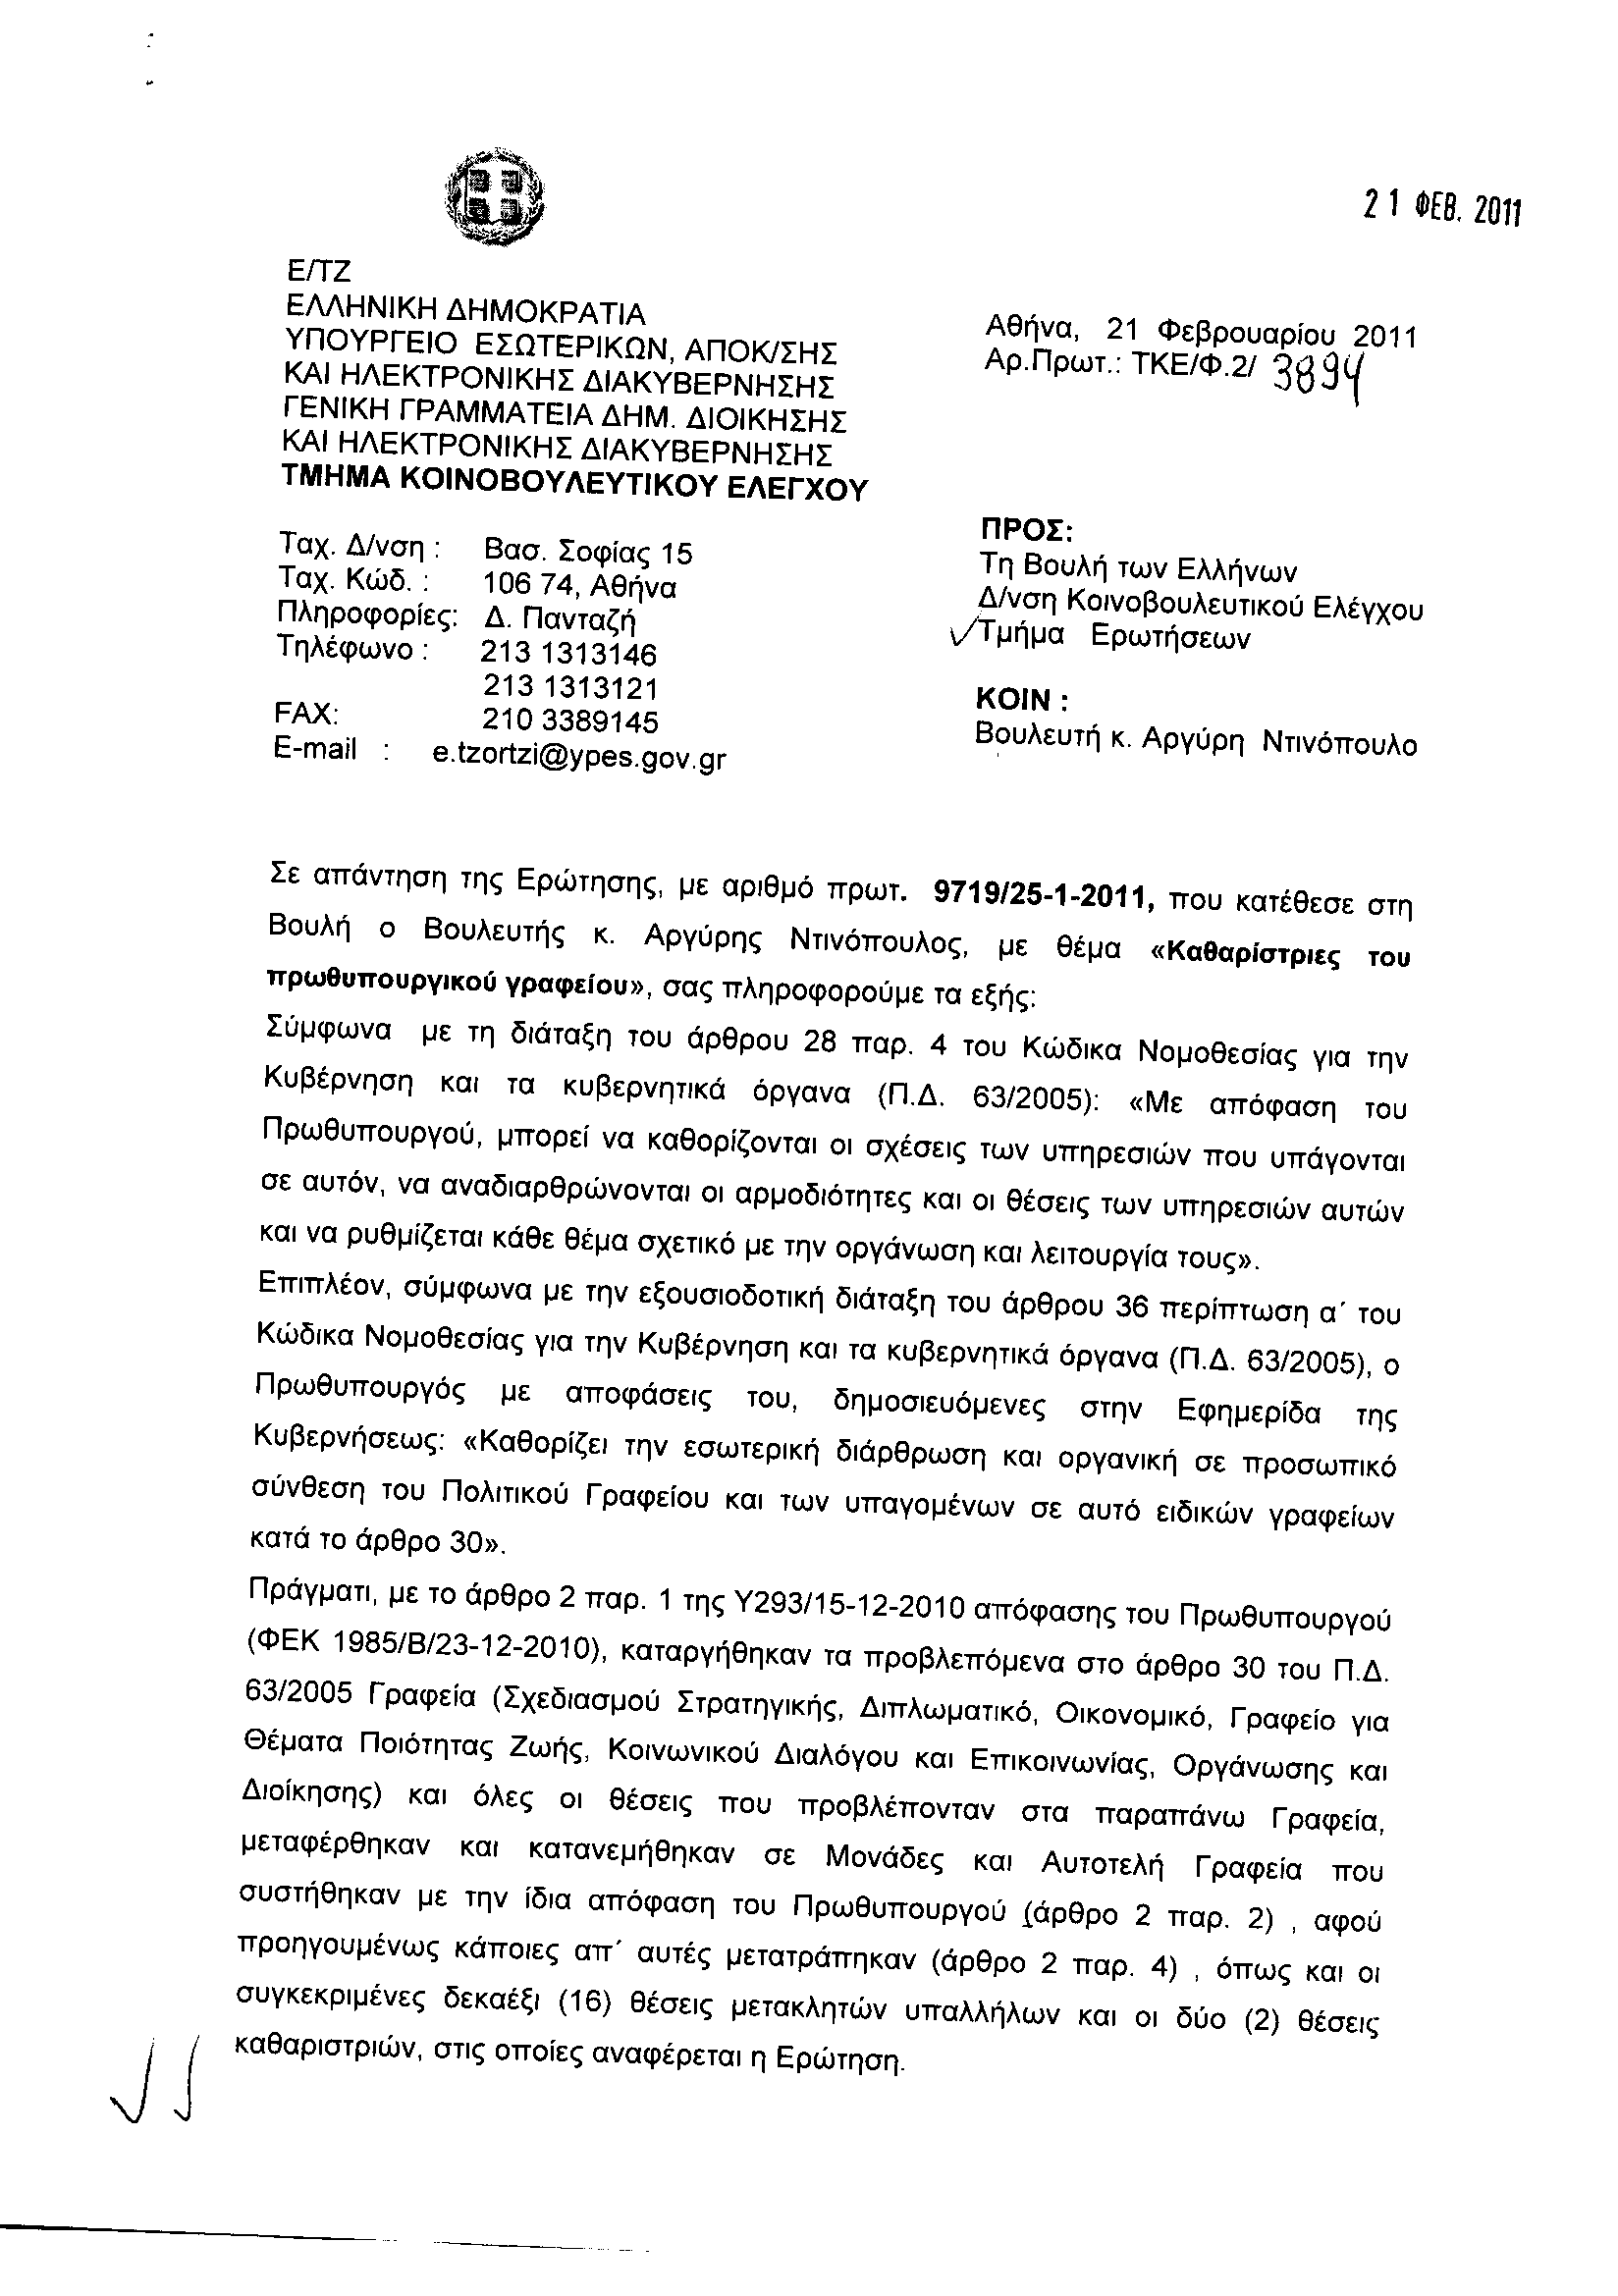 21 ΦΕΒ. 2011
Ε/ΤΖ
ΕΛΛΗΝΙΚΗ ΔΗΜΟΚΡΑΤΙΑ
ΥΠΟΥΡΓΕΙΟ ΕΣΩΤΕΡΙΚΩΝ, ΑΠΟΚ/ΣΗΣ
ΚΑΙ ΗΛΕΚΤΡΟΝΙΚΗΣ ΔΙΑΚΥΒΕΡΝΗΣΗΣ
ΓΕΝΙΚΗ ΓΡΑΜΜΑΤΕΙΑ ΔΗΜ. ΔΙΟΙΚΗΣΗΣ
ΚΑΙ ΗΛΕΚΤΡΟΝΙΚΗΣ ΔΙΑΚΥΒΕΡΝΗΣΗΣ
ΤΜΗΜΑ ΚΟΙΝΟΒΟΥΛΕΥΤΙΚΟΥ ΕΛΕΓΧΟΥ
Αθήνα, 21 Φεβρουαρίου 2011
Αρ.Πρωτ.: ΤΚΕ/Φ.2/ 3894
Ταχ. Δ/νση : Βασ. Σοφίας 15
Ταχ. Κώδ. : 106 74, Αθήνα
Πληροφορίες: Δ. Πανταζή
Τηλέφωνο : 213 1313146
213 1313121
FAX: 210 3389145
E-mail : e.tzortzi@ypes.gov.gr
ΠΡΟΣ:
Τη Βουλή των Ελλήνων
Δ/νση Κοινοβουλευτικού Ελέγχου
Τμήμα Ερωτήσεων
ΚΟΙΝ :
Βουλευτή κ. Αργύρη Ντινόπουλο
Σε απάντηση της Ερώτησης, με αριθμό πρωτ. 9719/25-1-2011, που κατέθεσε στη
Βουλή ο Βουλευτής κ. Αργύρης Ντινόπουλος, με θέμα «Καθαρίστριες του
πρωθυπουργικού γραφείου», σας πληροφορούμε τα εξής:
Σύμφωνα με τη διάταξη του άρθρου 28 παρ. 4 του Κώδικα Νομοθεσίας για την
Κυβέρνηση και τα κυβερνητικά όργανα (Π.Δ. 63/2005): «Με απόφαση του
Πρωθυπουργού, μπορεί να καθορίζονται οι σχέσεις των υπηρεσιών που υπάγονται
σε αυτόν, να αναδιαρθρώνονται οι αρμοδιότητες και οι θέσεις των υπηρεσιών αυτών
και να ρυθμίζεται κάθε θέμα σχετικό με την οργάνωση και λειτουργία τους».
Επιπλέον, σύμφωνα με την εξουσιοδοτική διάταξη του άρθρου 36 περίπτωση α΄ του
Κώδικα Νομοθεσίας για την Κυβέρνηση και τα κυβερνητικά όργανα (Π.Δ. 63/2005), ο
Πρωθυπουργός με αποφάσεις του, δημοσιευόμενες στην Εφημερίδα της
Κυβερνήσεως: «Καθορίζει την εσωτερική διάρθρωση και οργανική σε προσωπικό
σύνθεση του Πολιτικού Γραφείου και των υπαγομένων σε αυτό ειδικών γραφείων
κατά το άρθρο 30».
Πράγματι, με το άρθρο 2 παρ. 1 της Υ293/15-12-2010 απόφασης του Πρωθυπουργού
(ΦΕΚ 1985/Β/23-12-2010), καταργήθηκαν τα προβλεπόμενα στο άρθρο 30 του Π.Δ.
63/2005 Γραφεία (Σχεδιασμού Στρατηγικής, Διπλωματικό, Οικονομικό, Γραφείο για
Θέματα Ποιότητας Ζωής, Κοινωνικού Διαλόγου και Επικοινωνίας, Οργάνωσης και
Διοίκησης) και όλες οι θέσεις που προβλέπονταν στα παραπάνω Γραφεία,
μεταφέρθηκαν και κατανεμήθηκαν σε Μονάδες και Αυτοτελή Γραφεία που
συστήθηκαν με την ίδια απόφαση του Πρωθυπουργού (άρθρο 2 παρ. 2) , αφού
προηγουμένως κάποιες απ΄ αυτές μετατράπηκαν (άρθρο 2 παρ. 4) , όπως και οι
συγκεκριμένες δεκαέξι (16) θέσεις μετακλητών υπαλλήλων και οι δύο (2) θέσεις
καθαριστριών, στις οποίες αναφέρεται η Ερώτηση.